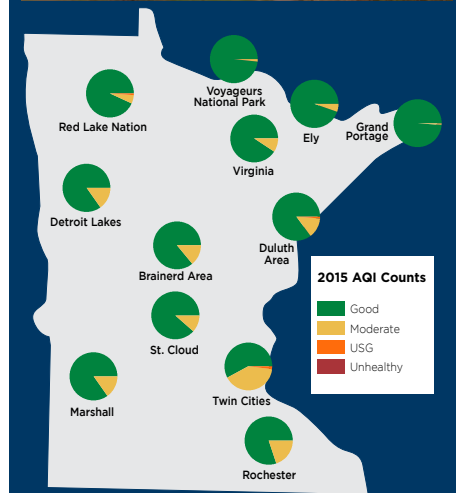 Voyageurs
National Park
Red Lake Nation
Ely
Grand
Portage
Virginia
Detroit Lakes
Duluth
Area
Brainerd Area
2015 AQI Counts
Good
Moderate
USG
Unhealthy
St. Cloud
Marshall
Twin Cities
Rochester